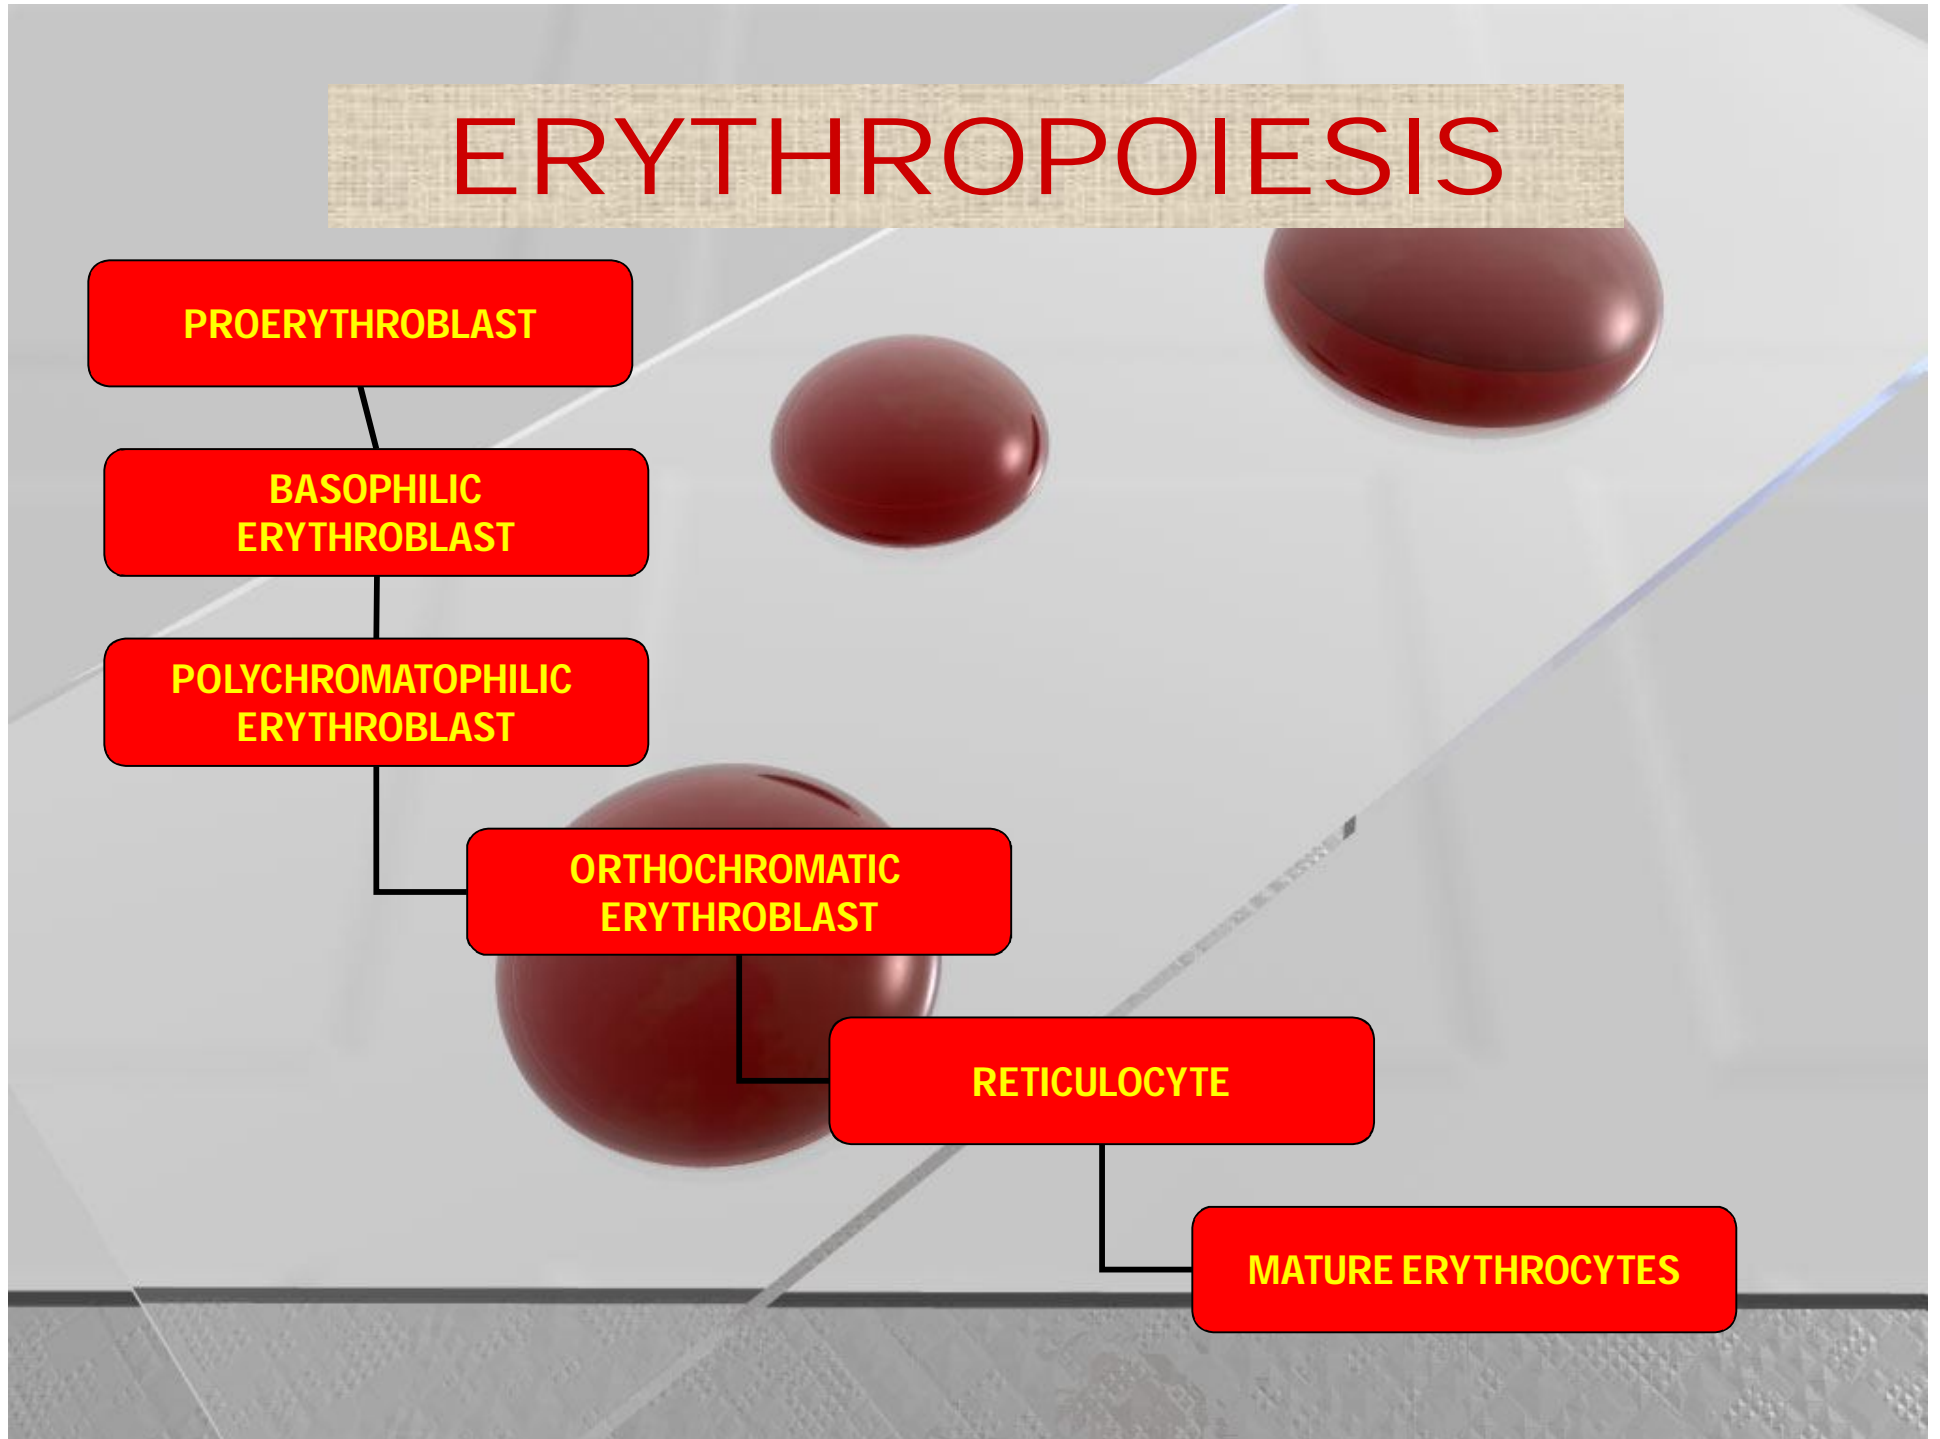 ERYTHROPOIESIS
PROERYTHROBLAST
BASOPHILIC
ERYTHROBLAST
POLYCHROMATOPHILIC
ERYTHROBLAST
ORTHOCHROMATIC
ERYTHROBLAST
RETICULOCYTE
MATURE ERYTHROCYTES